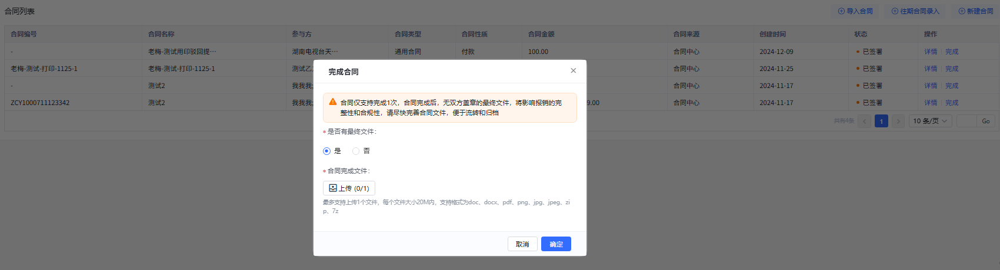 合同列表
导入合同 往期合同录入 新建合同
合同编号 合同名称 参与方 合同类型 合同性质 合同金额 合同来源 创建时间 状态 操作
- 老梅-测试用印驳回提··· 湖南电视台天··· 通用合同 付款 100.00 合同中心 2024-12-09 已签署 详情 完成
老梅-测试-打印-1125-1 老梅-测试-打印-1125-1 测试乙 合同中心 2024-11-25 已签署 详情 完成
- 测试2 我我我; 合同中心 2024-11-17 已签署 详情 完成
ZCY1000711123342 测试2 我我我; 9.00 合同中心 2024-11-17 已签署 详情 完成
共有4条 1 10 条/页 Go
完成合同
合同仅支持完成1次，合同完成后，无双方盖章的最终文件，将影响报销的完
整性和合规性，请尽快完善合同文件，便于流转和归档
*是否有最终文件：
是 否
*合同完成文件：
上传 (0/1)
最多支持上传1个文件，每个文件大小20M内，支持格式为doc、docx、pdf、png、jpg、jpeg、zi
p、7z
取消 确定